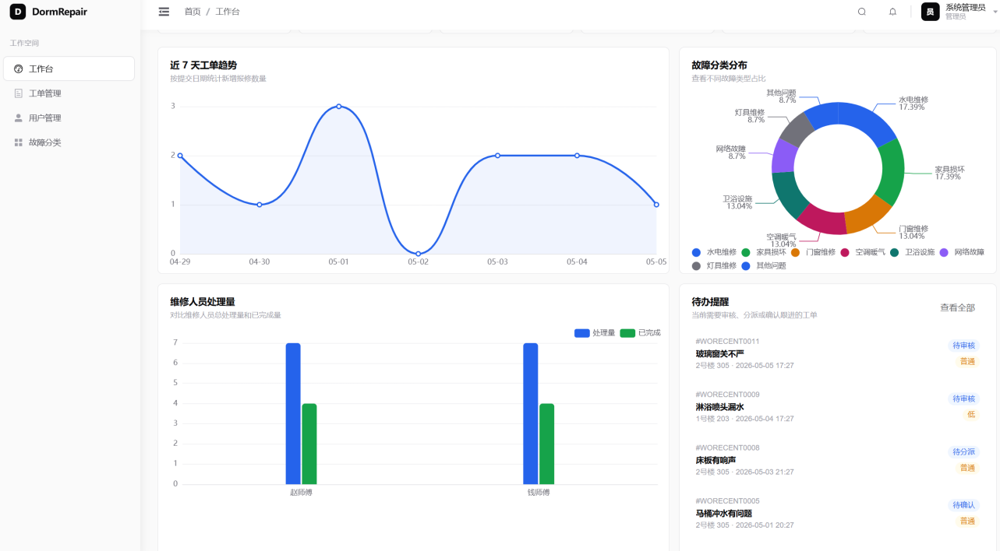 D DormRepair
首页 / 工作台
员
系统管理员
管理员
工作空间
工作台
工单管理
用户管理
故障分类
近 7 天工单趋势
按提交日期统计新增报修数量
3
2
1
0
04-29 04-30 05-01 05-02 05-03 05-04 05-05
故障分类分布
查看不同故障类型占比
其他问题
8.7%
水电维修
17.39%
灯具维修
8.7%
网络故障
8.7%
家具损坏
17.39%
卫浴设施
13.04%
门窗维修
13.04%
空调暖气
13.04%
水电维修 家具损坏 门窗维修 空调暖气 卫浴设施 网络故障
灯具维修 其他问题
维修人员处理量
对比维修人员总处理量和已完成量
处理量 已完成
7
6
5
4
3
2
1
0
赵师傅 钱师傅
待办提醒
当前需要审核、分派或确认跟进的工单
查看全部
#WORECENT0011
玻璃窗关不严
2号楼 305 · 2026-05-05 17:27
待审核
普通
#WORECENT0009
淋浴喷头漏水
1号楼 203 · 2026-05-04 17:27
待审核
低
#WORECENT0008
床板有响声
2号楼 305 · 2026-05-03 21:27
待分派
普通
#WORECENT0005
马桶冲水有问题
2号楼 305 · 2026-05-01 20:27
待确认
普通